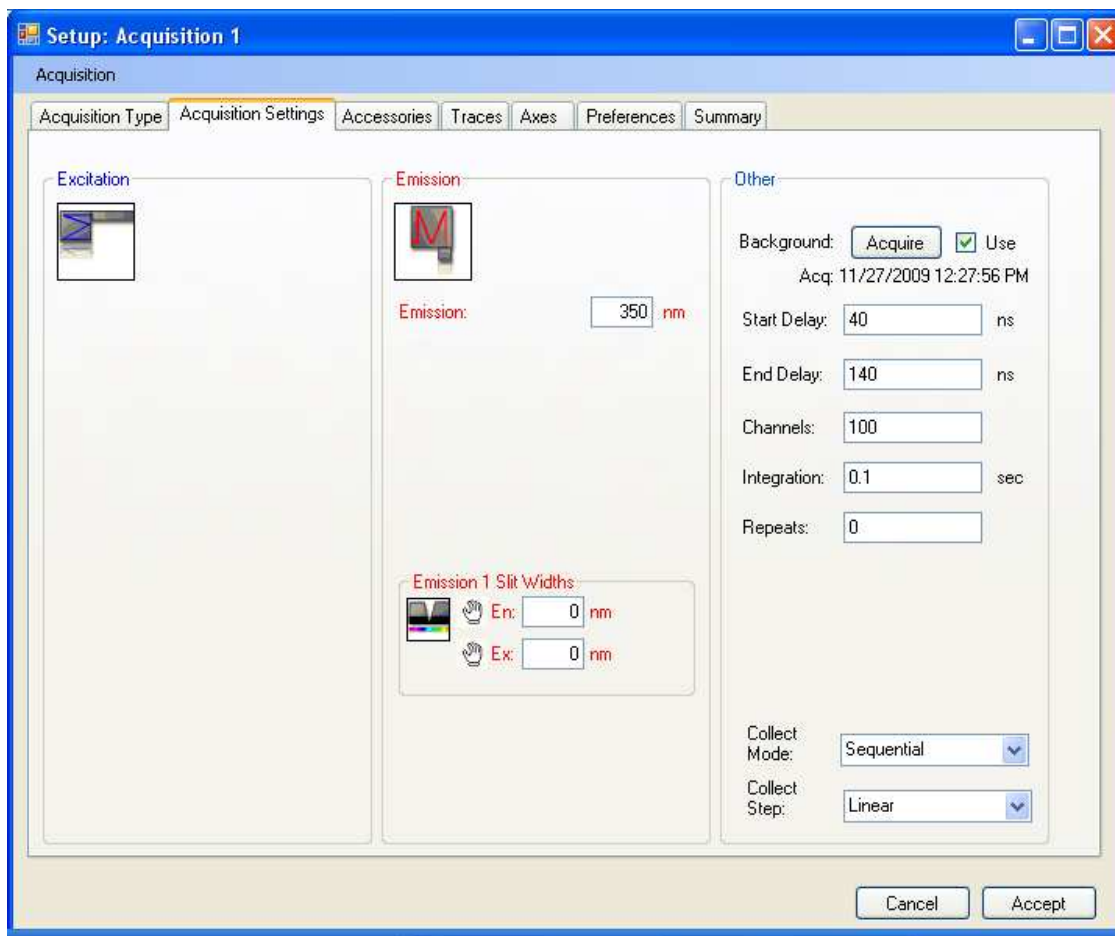 Setup: Acquisition 1
Acquisition
Acquisition Type Acquisition Settings Accessories Traces Axes Preferences Summary
Excitation
Emission
M
Emission: 350 nm
Emission 1 Slit Widths
En: 0 nm
Ex: 0 nm
Other
Background: Acquire Use
Acq: 11/27/2009 12:27:56 PM
Start Delay: 40 ns
End Delay: 140 ns
Channels: 100
Integration: 0.1 sec
Repeats: 0
Collect
Mode: Sequential
Collect
Step: Linear
Cancel Accept